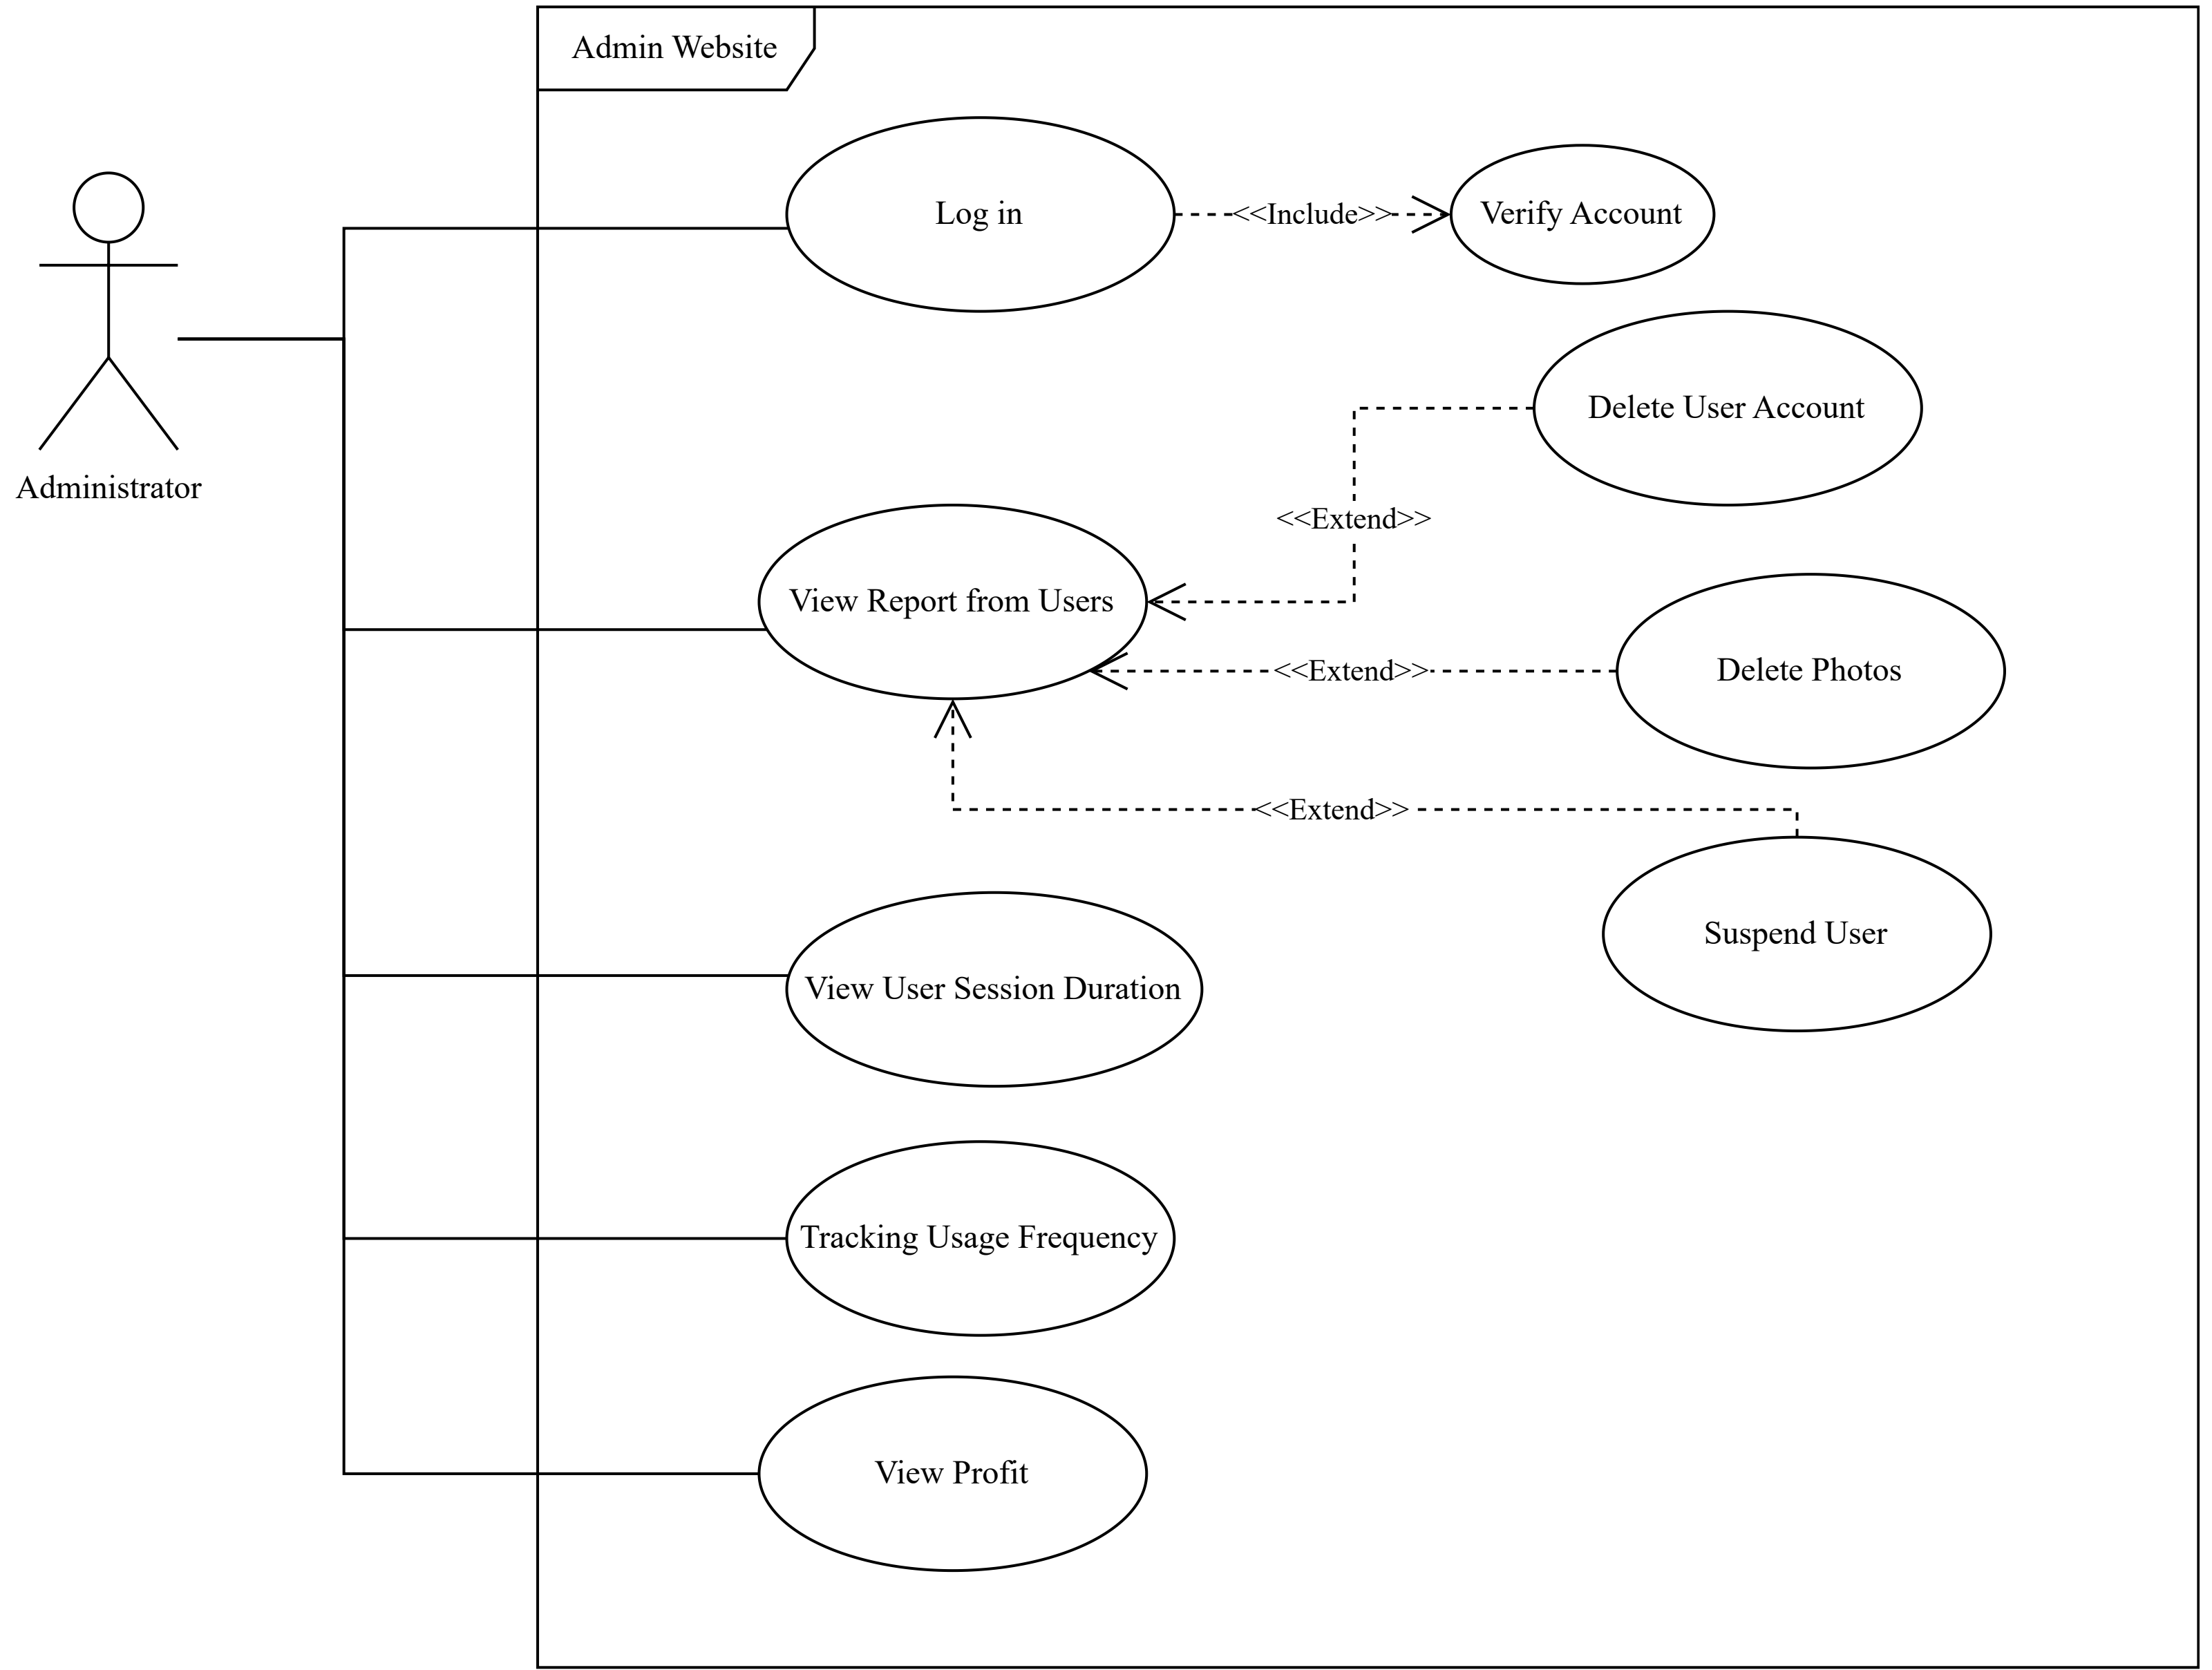 Admin Website
Log in
<<Include>>
Verify Account
Delete User Account
Administrator
<<Extend>>
View Report from Users
<<Extend>>
Delete Photos
<<Extend>>
Suspend User
View User Session Duration
Tracking Usage Frequency
View Profit